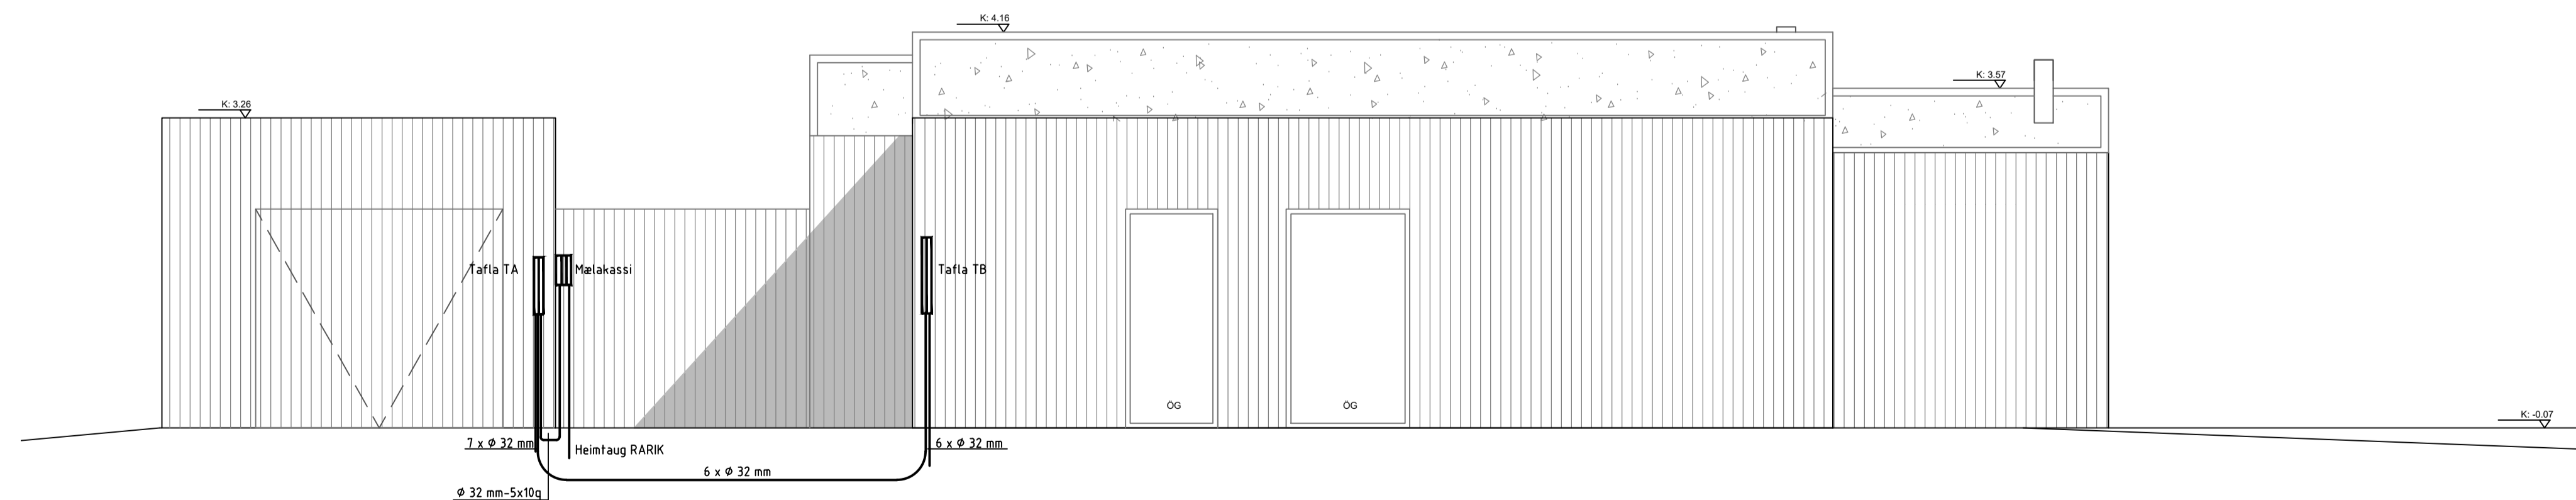 K: 4.16
K: 3.57
K: 3.26
Tafla TA
Mælakassi
Tafla TB
ÖG
ÖG
K: -0.07
7 x Ø 32 mm
Heimtaug RARIK
6 x Ø 32 mm
6 x Ø 32 mm
Ø 32 mm-5x10q